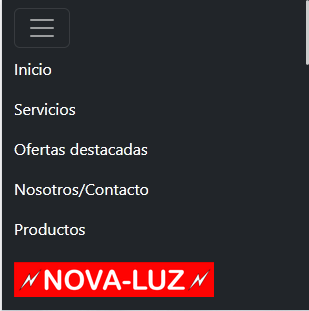 Inicio
Servicios
Ofertas destacadas
Nosotros/Contacto
Productos
NOVA-LUZ